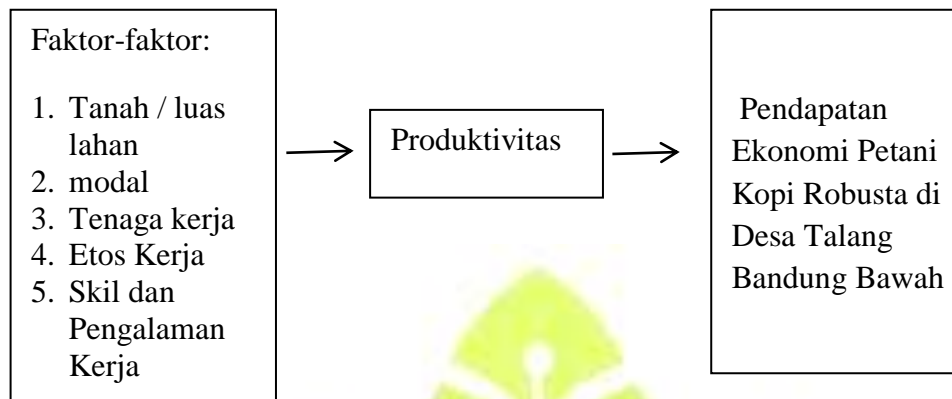 Faktor-faktor:
1. Tanah / luas
lahan
2. modal
3. Tenaga kerja
4. Etos Kerja
5. Skil dan
Pengalaman
Kerja
Produktivitas
Pendapatan
Ekonomi Petani
Kopi Robusta di
Desa Talang
Bandung Bawah